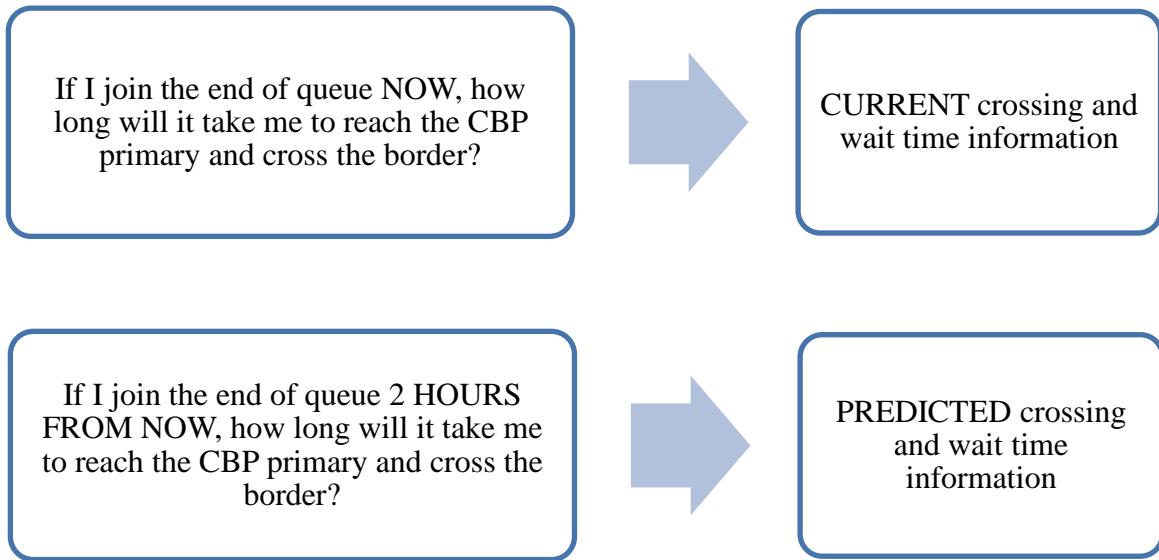 If I join the end of queue NOW, how
long will it take me to reach the CBP
primary and cross the border?
CURRENT crossing and
wait time information
If I join the end of queue 2 HOURS
FROM NOW, how long will it take me
to reach the CBP primary and cross the
border?
PREDICTED crossing
and wait time
information